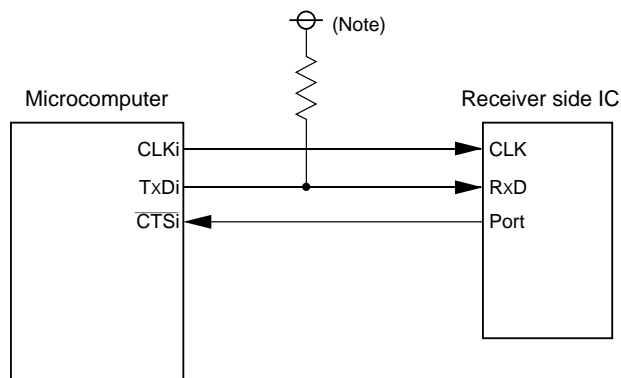 (Note)
Microcomputer
Receiver side IC
CLKi
CLK
TxDi
RxD
CTSi
Port